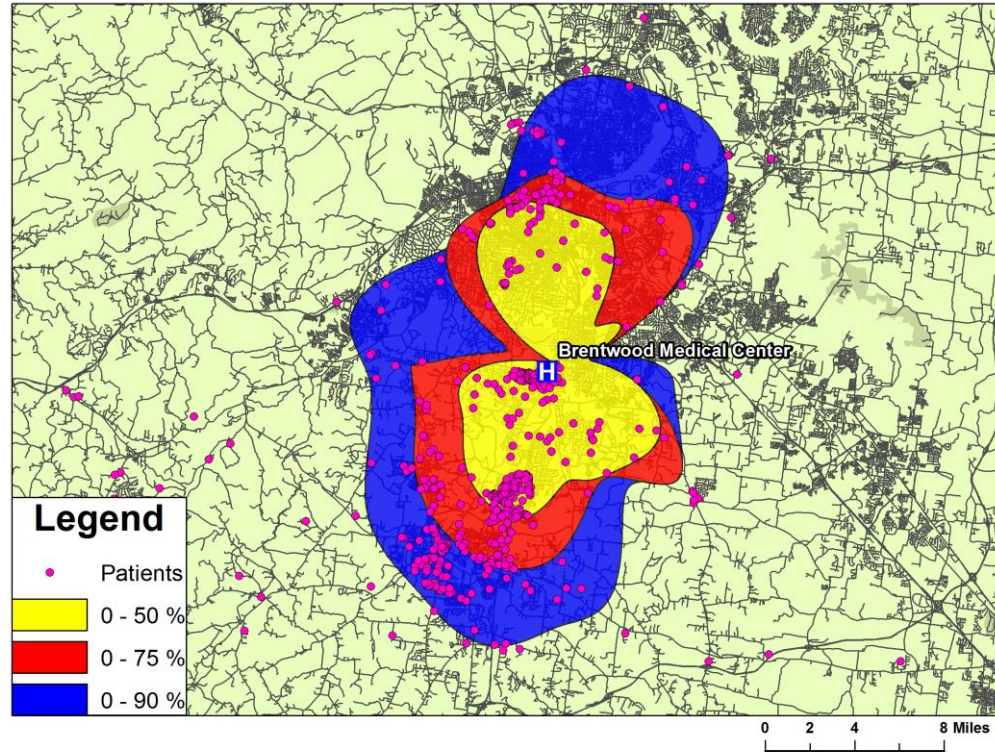 Brentwood Medical Center
H
Legend
Patients
0 - 50 %
0 - 75 %
0 - 90 %
0 2 4 8 Miles